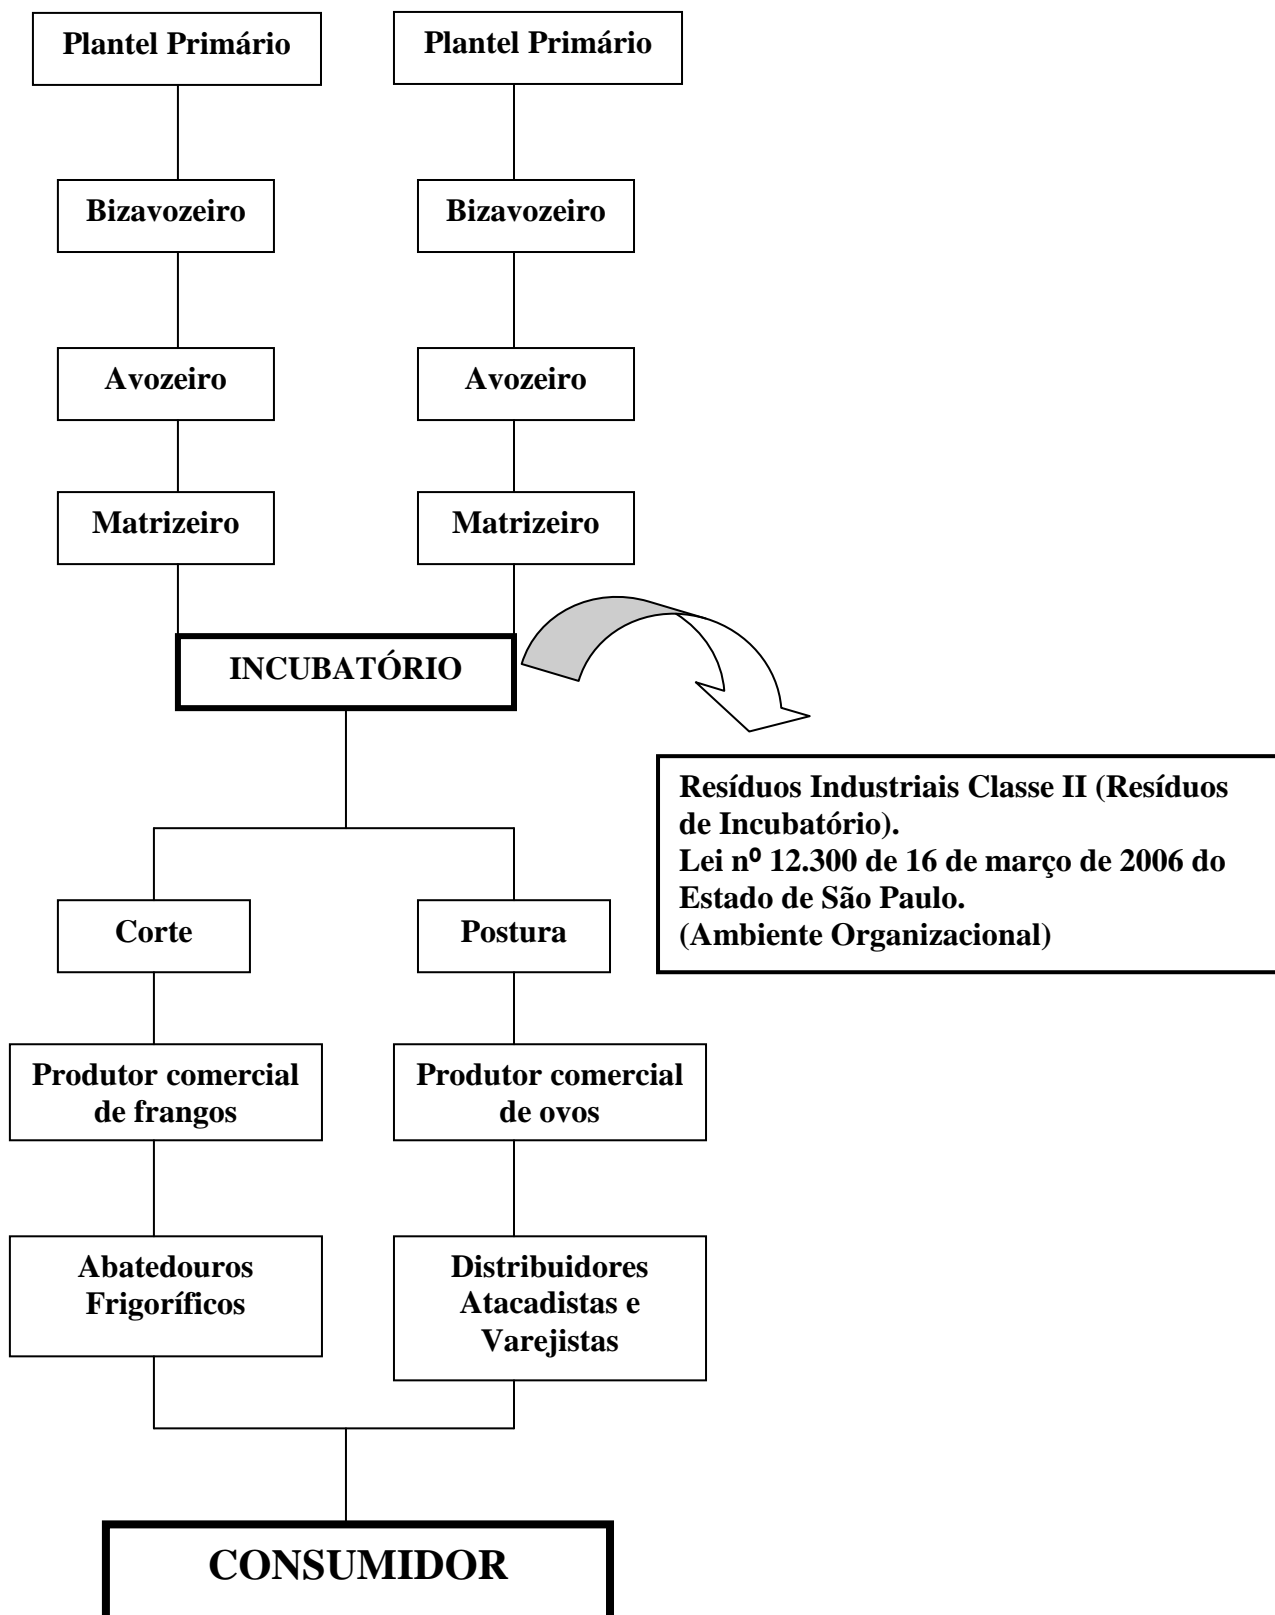 Plantel Primário
Plantel Primário
Bizavozeiro
Bizavozeiro
Avozeiro
Avozeiro
Matrizeiro
Matrizeiro
INCUBATÓRIO
Resíduos Industriais Classe II (Resíduos
de Incubatório).
Lei nº 12.300 de 16 de março de 2006 do
Estado de São Paulo.
(Ambiente Organizacional)
Corte
Postura
Produtor comercial
de frangos
Produtor comercial
de ovos
Abatedouros
Frigoríficos
Distribuidores
Atacadistas e
Varejistas
CONSUMIDOR